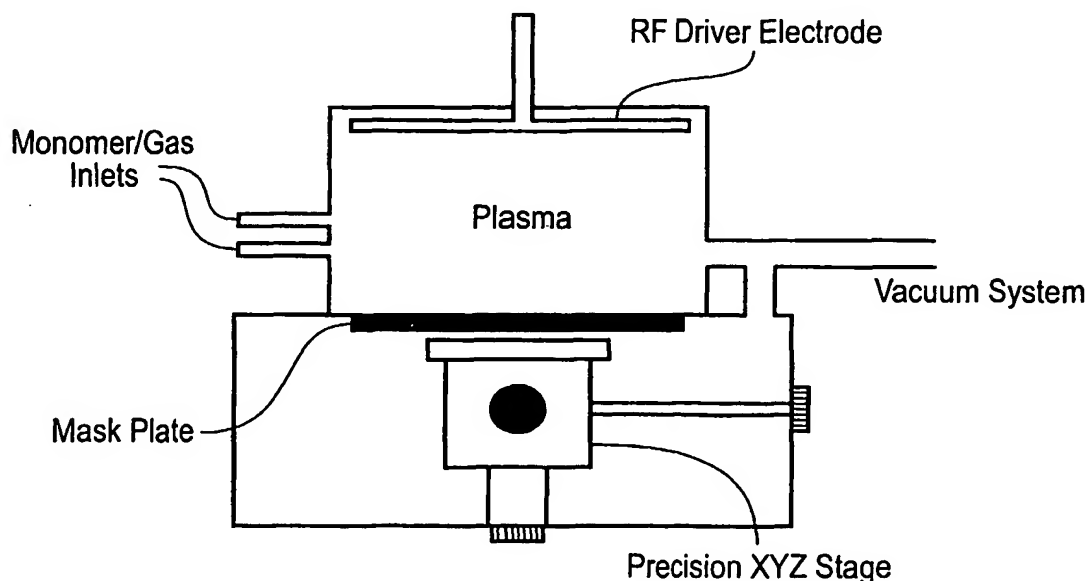 RF Driver Electrode
Monomer/Gas
Inlets
Plasma
Vacuum System
Mask Plate
Precision XYZ Stage